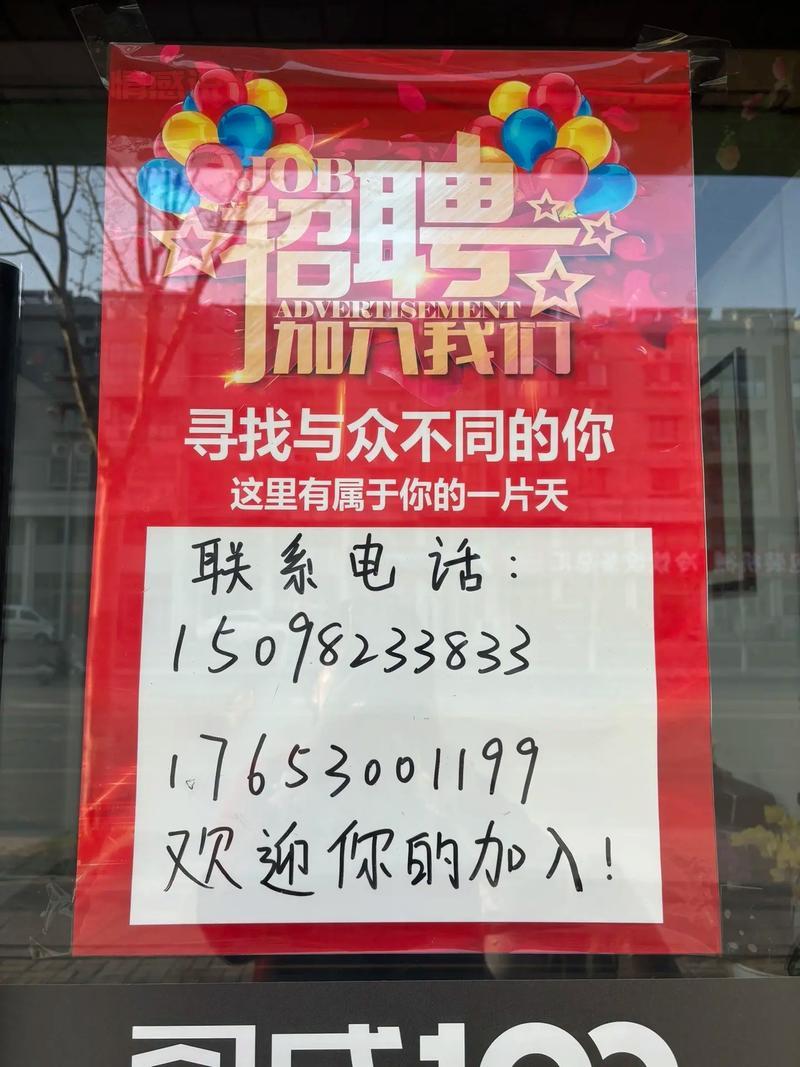 JOB
招聘
ADVERTISEMENT
加入我们
寻找与众不同的你
这里有属于你的一片天
联系电话：
15098233833
17653001199
欢迎你的加入！